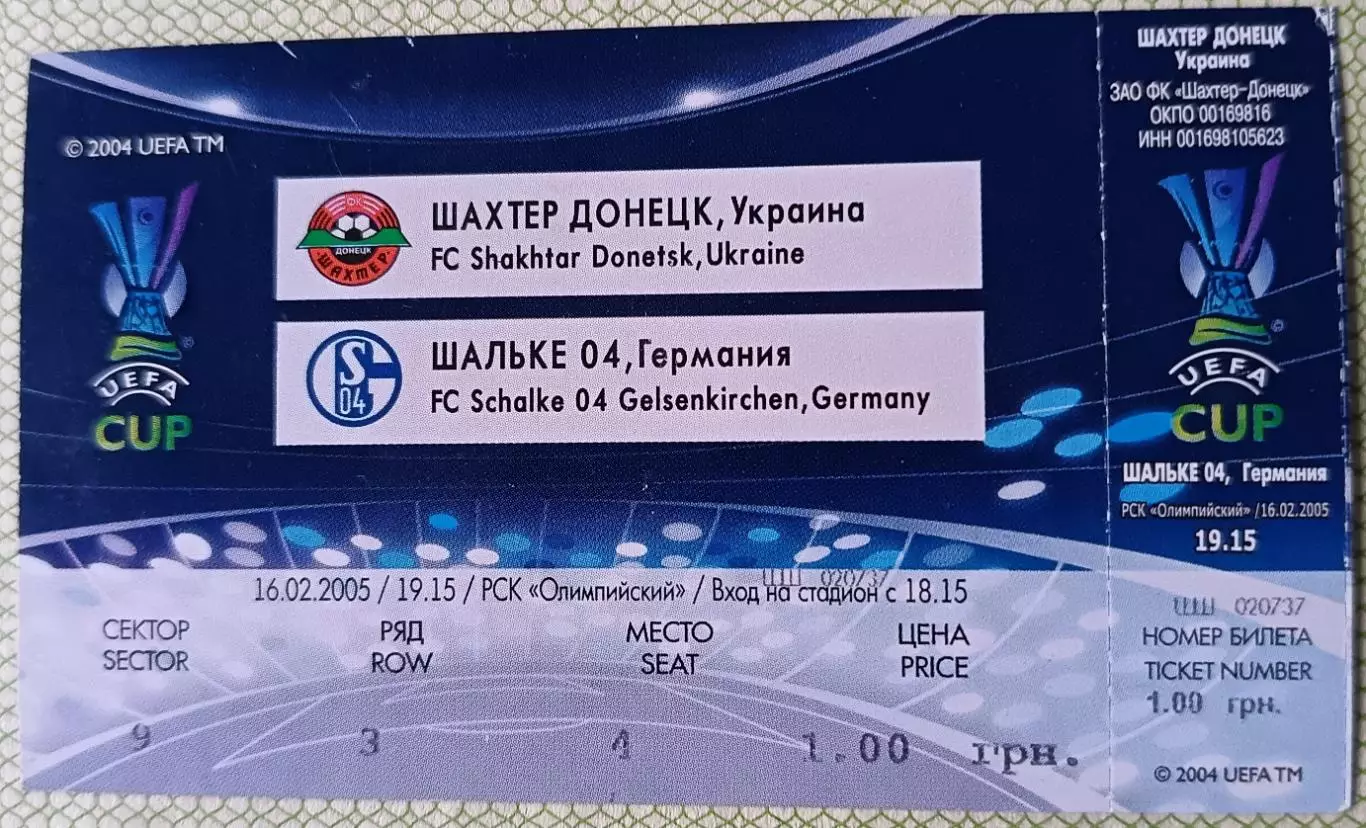 © 2004 UEFA TM
UEFA
CUP
ФК
ДОНЕЦК
ШАХТЕР
ШАХТЕР ДОНЕЦК, Украина
FC Shakhtar Donetsk, Ukraine
S
04
ШАЛЬКЕ 04, Германия
FC Schalke 04 Gelsenkirchen, Germany
ШШ 020737
16.02.2005 / 19.15 / РСК «Олимпийский» / Вход на стадион с 18.15
СЕКТОР РЯД МЕСТО ЦЕНА
SECTOR ROW SEAT PRICE
9 3 4 1.00 грн.
ШАХТЕР ДОНЕЦК
Украина
ЗАО ФК «Шахтер-Донецк»
ОКПО 00169816
ИНН 001698105623
UEFA
CUP
ШАЛЬКЕ 04, Германия
РСК «Олимпийский» /16.02.2005
19.15
ШШ 020737
НОМЕР БИЛЕТА
TICKET NUMBER
1.00 грн.
© 2004 UEFA TM